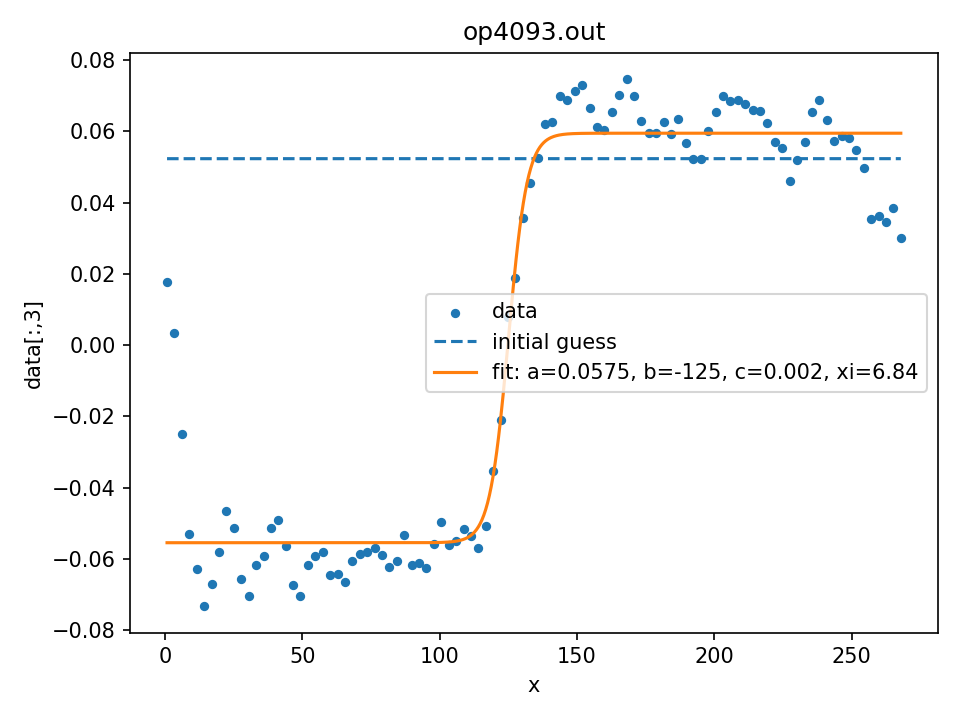 op4093.out
0.08
0.06
0.04
0.02
0.00
−0.02
−0.04
−0.06
−0.08
data[:,3]
data
initial guess
fit: a=0.0575, b=-125, c=0.002, xi=6.84
0 50 100 150 200 250
x